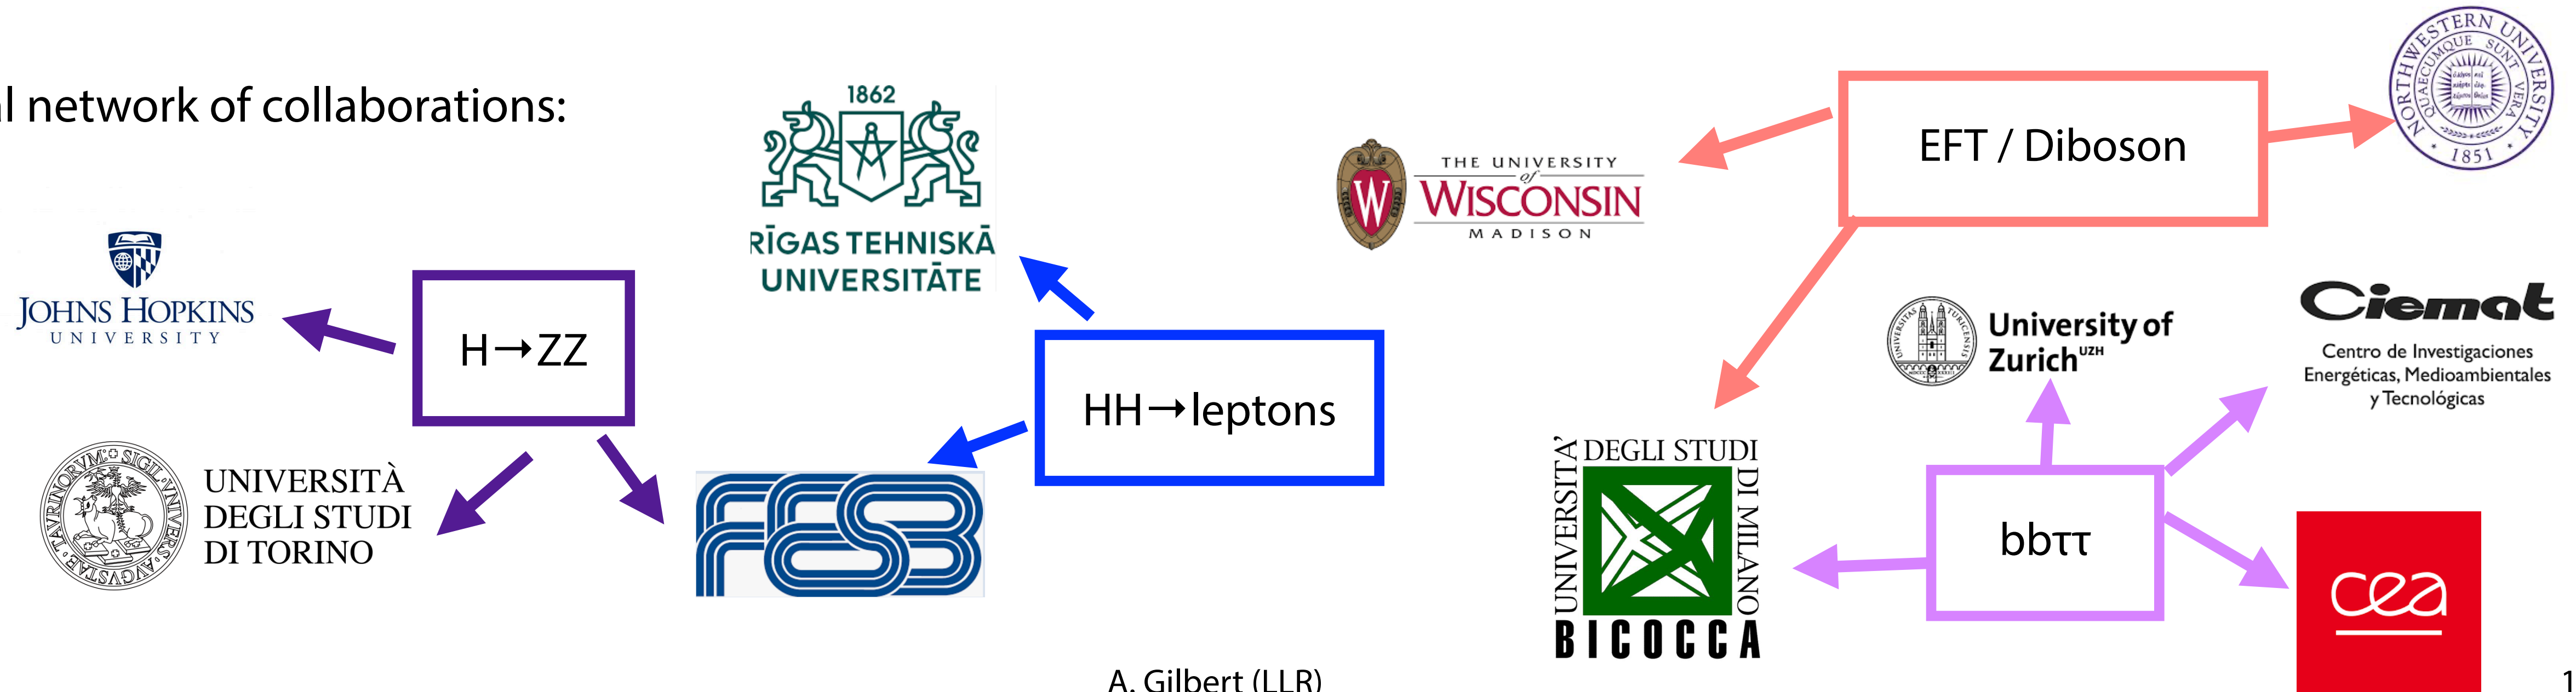 al network of collaborations:
JOHNS HOPKINS
UNIVERSITY
H→ZZ
UNIVERSITÀ
DEGLI STUDI
DI TORINO
1862
RĪGAS TEHNISKĀ
UNIVERSITĀTE
HH→leptons
FESB
THE UNIVERSITY
of
WISCONSIN
MADISON
W
EFT / Diboson
NORTHWESTERN UNIVERSITY
QUAECUMQUE SUNT VERA
1851
University of
Zurich UZH
Ciemat
Centro de Investigaciones
Energéticas, Medioambientales
y Tecnológicas
UNIVERSITA' DEGLI STUDI DI MILANO
BICOCCA
bbττ
cea
A. Gilbert (LLR)
1